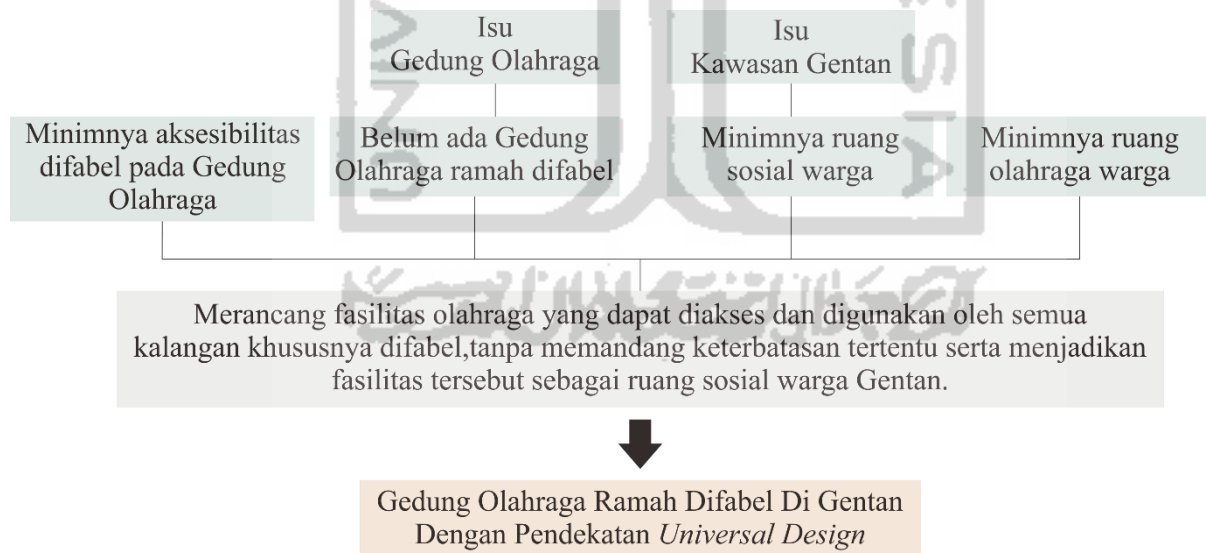 Isu
Gedung Olahraga
Isu
Kawasan Gentan
Minimnya aksesibilitas
difabel pada Gedung
Olahraga
Belum ada Gedung
Olahraga ramah difabel
Minimnya ruang
sosial warga
Minimnya ruang
olahraga warga
Merancang fasilitas olahraga yang dapat diakses dan digunakan oleh semua
kalangan khususnya difabel,tanpa memandang keterbatasan tertentu serta menjadikan
fasilitas tersebut sebagai ruang sosial warga Gentan.
Gedung Olahraga Ramah Difabel Di Gentan
Dengan Pendekatan Universal Design